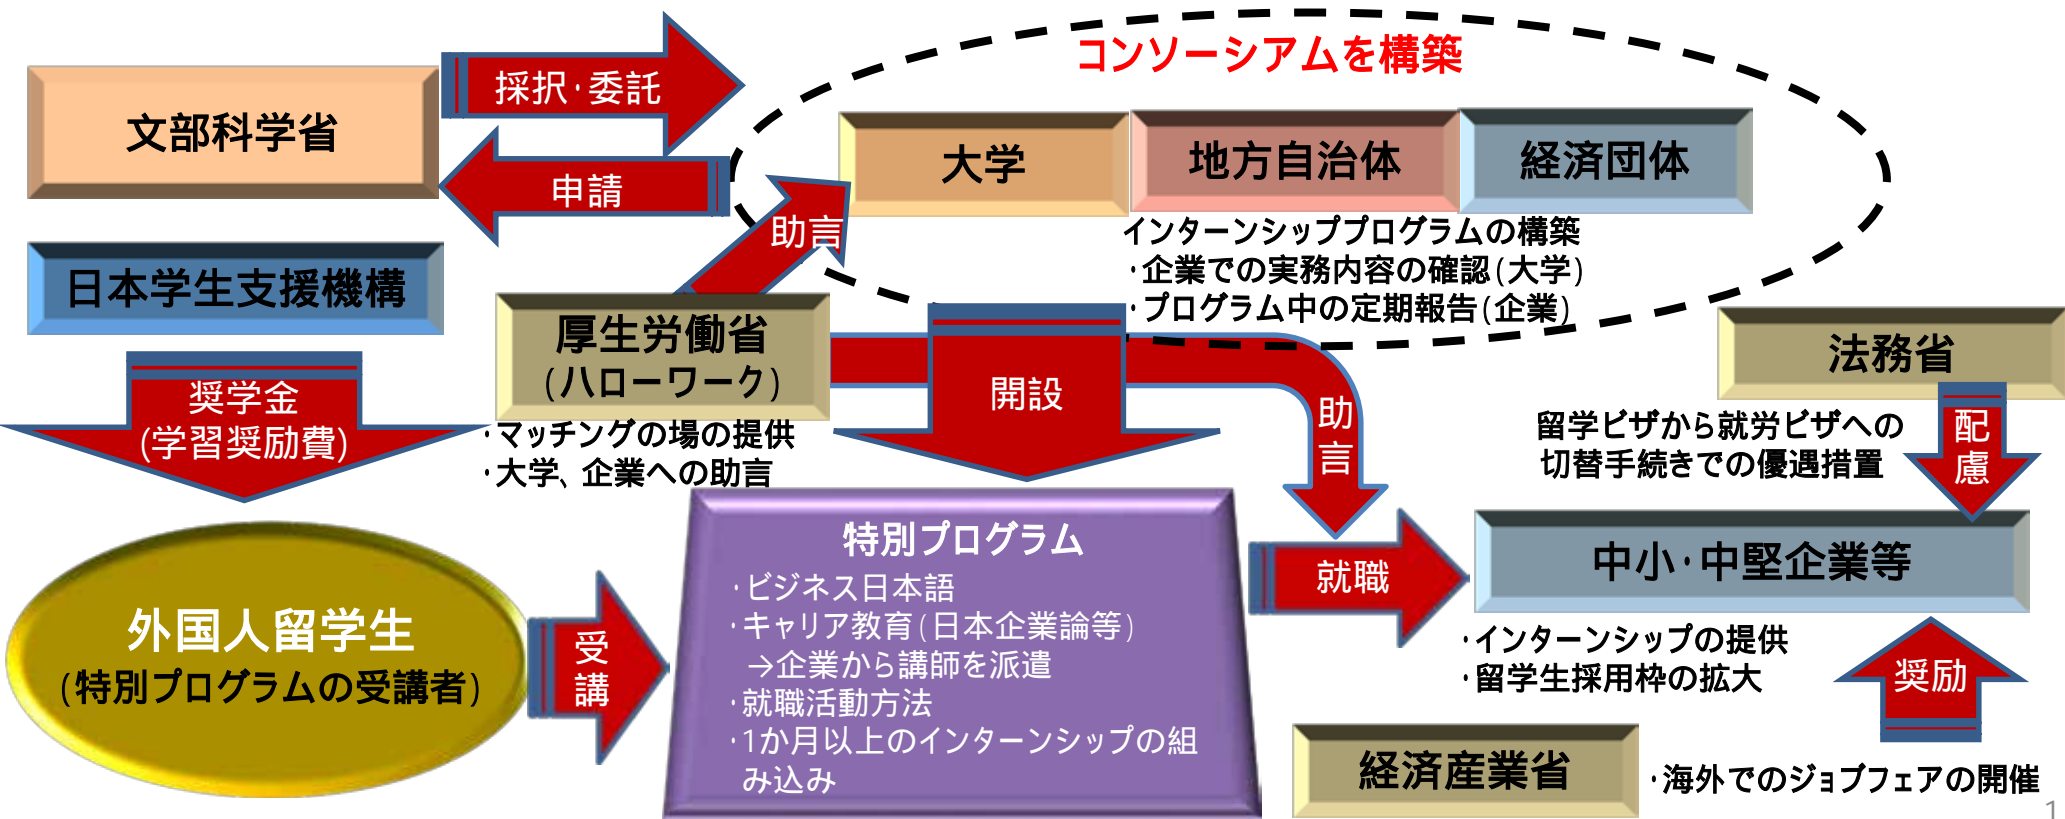 コンソーシアムを構築
採択・委託
文部科学省
申請
大学
地方自治体
経済団体
助言
インターンシッププログラムの構築
・企業での実務内容の確認(大学)
・プログラム中の定期報告(企業)
日本学生支援機構
厚生労働省
(ハローワーク)
・マッチングの場の提供
・大学、企業への助言
開設
助
言
法務省
留学ビザから就労ビザへの
切替手続きでの優遇措置
配
慮
奨学金
(学習奨励費)
外国人留学生
(特別プログラムの受講者)
受
講
特別プログラム
・ビジネス日本語
・キャリア教育(日本企業論等)
→企業から講師を派遣
・就職活動方法
・1か月以上のインターンシップの組
み込み
就職
中小・中堅企業等
・インターンシップの提供
・留学生採用枠の拡大
奨励
経済産業省
・海外でのジョブフェアの開催
1